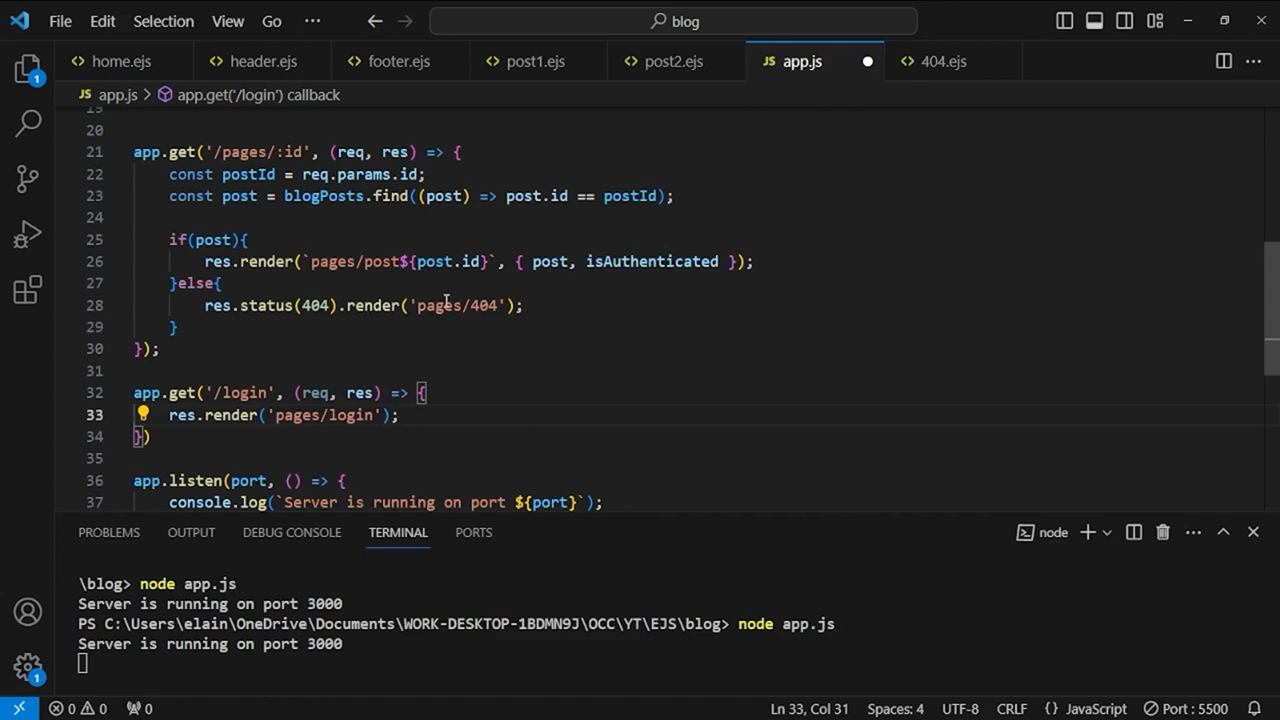 File Edit Selection View Go ··· blog
home.ejs header.ejs footer.ejs post1.ejs post2.ejs JS app.js 404.ejs ···
JS app.js > app.get('/login') callback
19
20
21 app.get('/pages/:id', (req, res) => {
22 const postId = req.params.id;
23 const post = blogPosts.find((post) => post.id == postId);
24
25 if(post){
26 res.render(`pages/post${post.id}`, { post, isAuthenticated });
27 }else{
28 res.status(404).render('pages/404');
29 }
30 });
31
32 app.get('/login', (req, res) => {
33 res.render('pages/login');
34 })
35
36 app.listen(port, () => {
37 console.log(`Server is running on port ${port}`);
1
PROBLEMS OUTPUT DEBUG CONSOLE TERMINAL PORTS node
\blog> node app.js
Server is running on port 3000
PS C:\Users\elain\OneDrive\Documents\WORK-DESKTOP-1BDMN9J\OCC\YT\EJS\blog> node app.js
Server is running on port 3000
1
0 0 0 Ln 33, Col 31 Spaces: 4 UTF-8 CRLF {} JavaScript Port : 5500